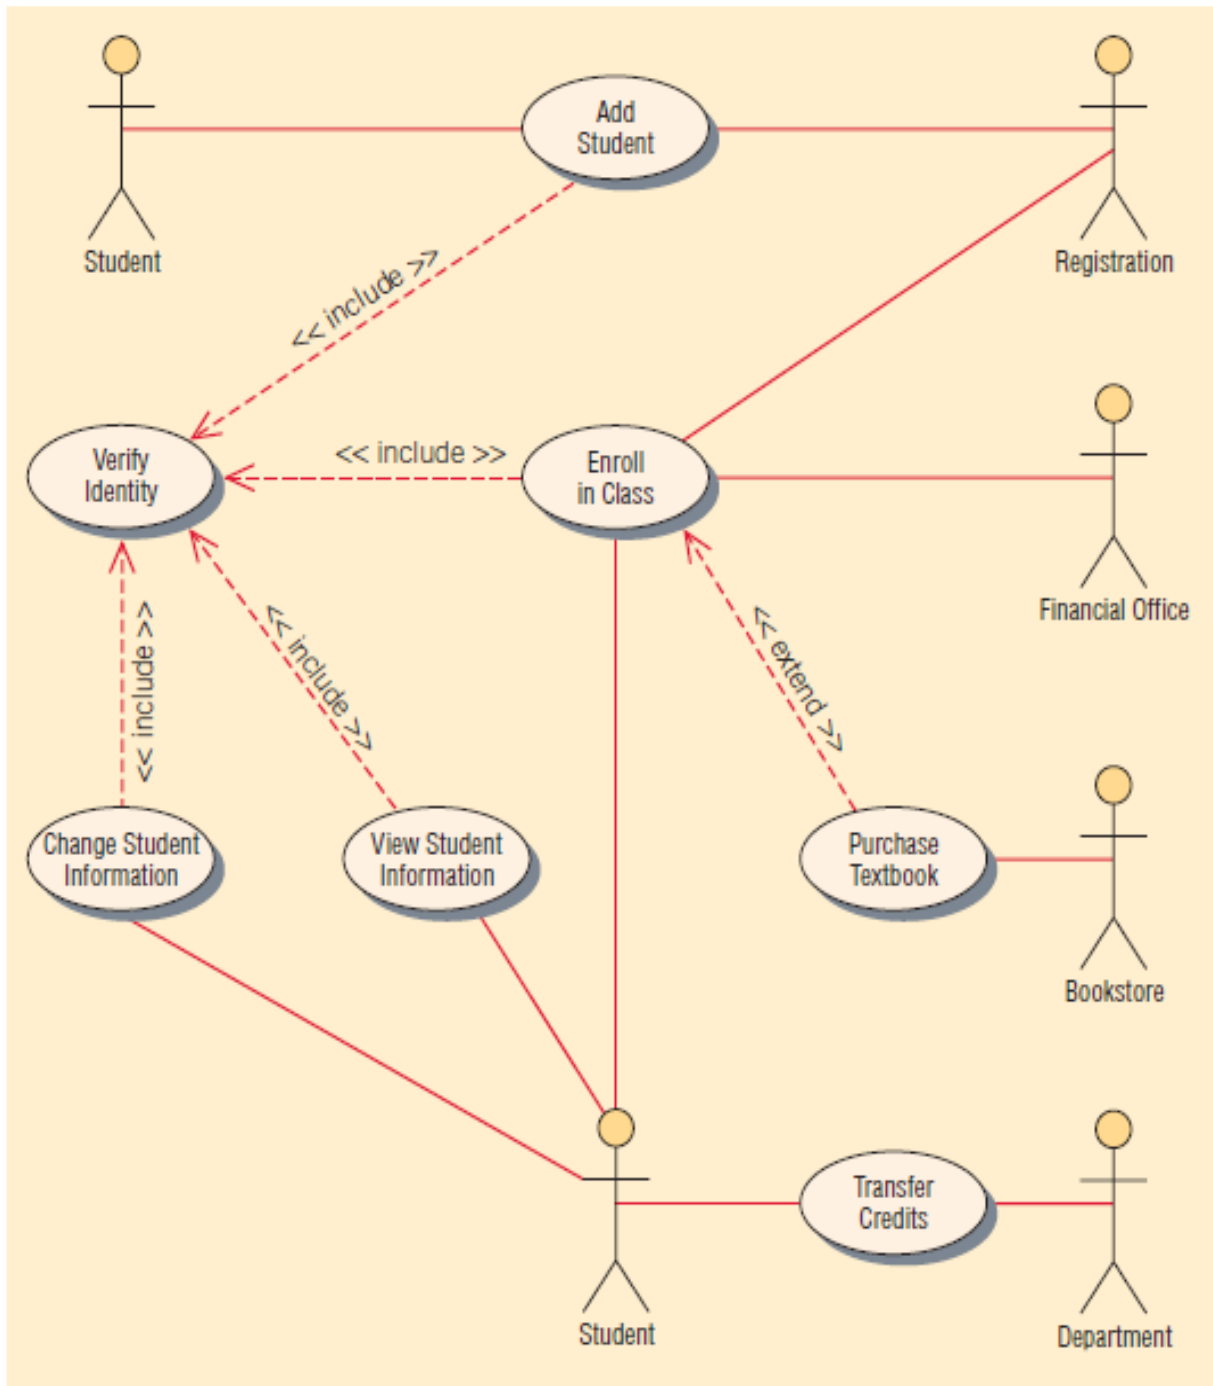 Add
Student
Student
Registration
<< include >>
Verify
Identity
<< include >>
Enroll
in Class
Financial Office
<< include >>
<< include >>
<< extend >>
Change Student
Information
View Student
Information
Purchase
Textbook
Bookstore
Transfer
Credits
Student
Department